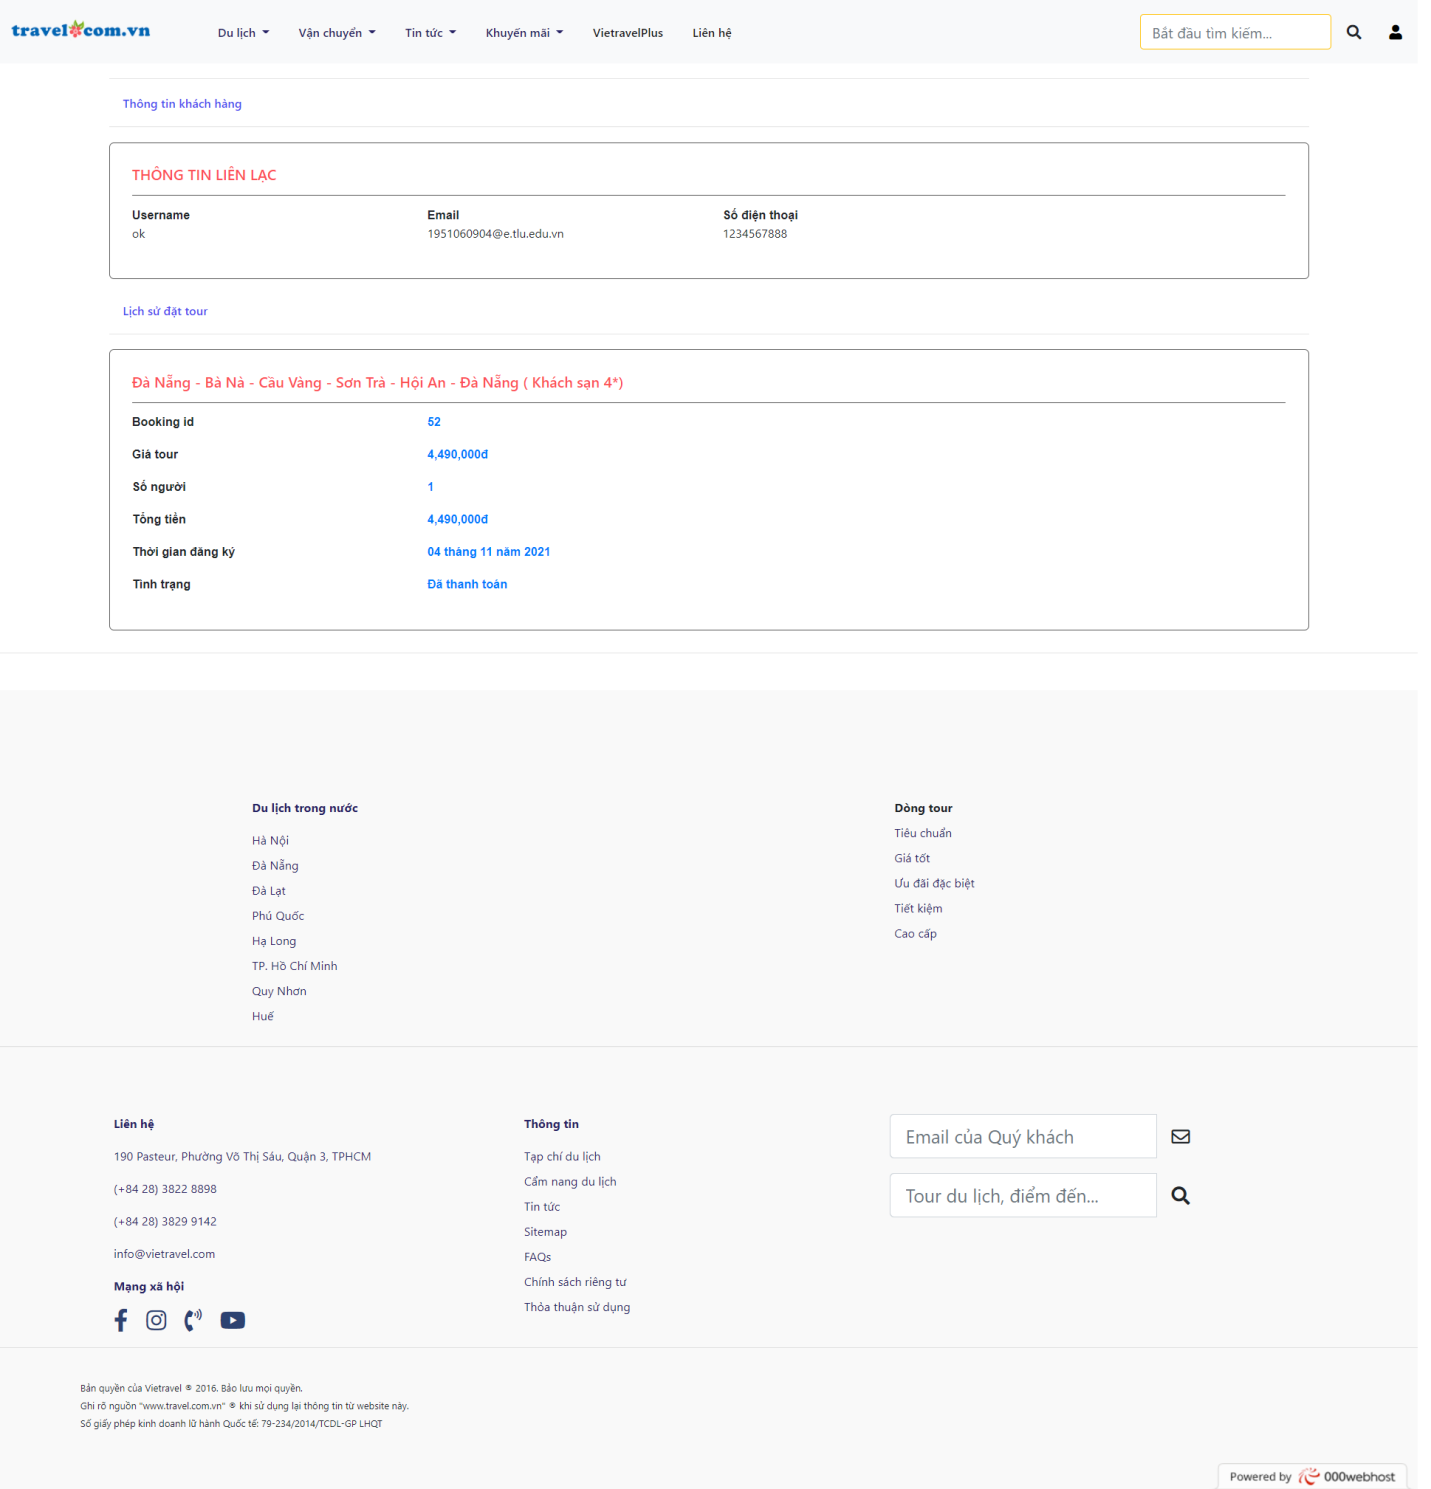 travel com.vn
Du lịch
Vận chuyển
Tin tức
Khuyến mãi
VietravelPlus
Liên hệ
Bắt đầu tìm kiếm...
Thông tin khách hàng
THÔNG TIN LIÊN LẠC
Username
ok
Email
1951060904@e.tlu.edu.vn
Số điện thoại
1234567888
Lịch sử đặt tour
Đà Nẵng - Bà Nà - Cầu Vàng - Sơn Trà - Hội An - Đà Nẵng ( Khách sạn 4*)
Booking id 52
Giá tour 4,490,000đ
Số người 1
Tổng tiền 4,490,000đ
Thời gian đăng ký 04 tháng 11 năm 2021
Tình trạng Đã thanh toán
Du lịch trong nước
Hà Nội
Đà Nẵng
Đà Lạt
Phú Quốc
Hạ Long
TP. Hồ Chí Minh
Quy Nhơn
Huế
Dòng tour
Tiêu chuẩn
Giá tốt
Ưu đãi đặc biệt
Tiết kiệm
Cao cấp
Liên hệ
190 Pasteur, Phường Võ Thị Sáu, Quận 3, TPHCM
(+84 28) 3822 8898
(+84 28) 3829 9142
info@vietravel.com
Mạng xã hội
Thông tin
Tạp chí du lịch
Cẩm nang du lịch
Tin tức
Sitemap
FAQs
Chính sách riêng tư
Thỏa thuận sử dụng
Email của Quý khách
Tour du lịch, điểm đến...
Bản quyền của Vietravel ® 2016. Bảo lưu mọi quyền.
Ghi rõ nguồn "www.travel.com.vn" ® khi sử dụng lại thông tin từ website này.
Số giấy phép kinh doanh lữ hành Quốc tế: 79-234/2014/TCDL-GP LHQT
Powered by 000webhost